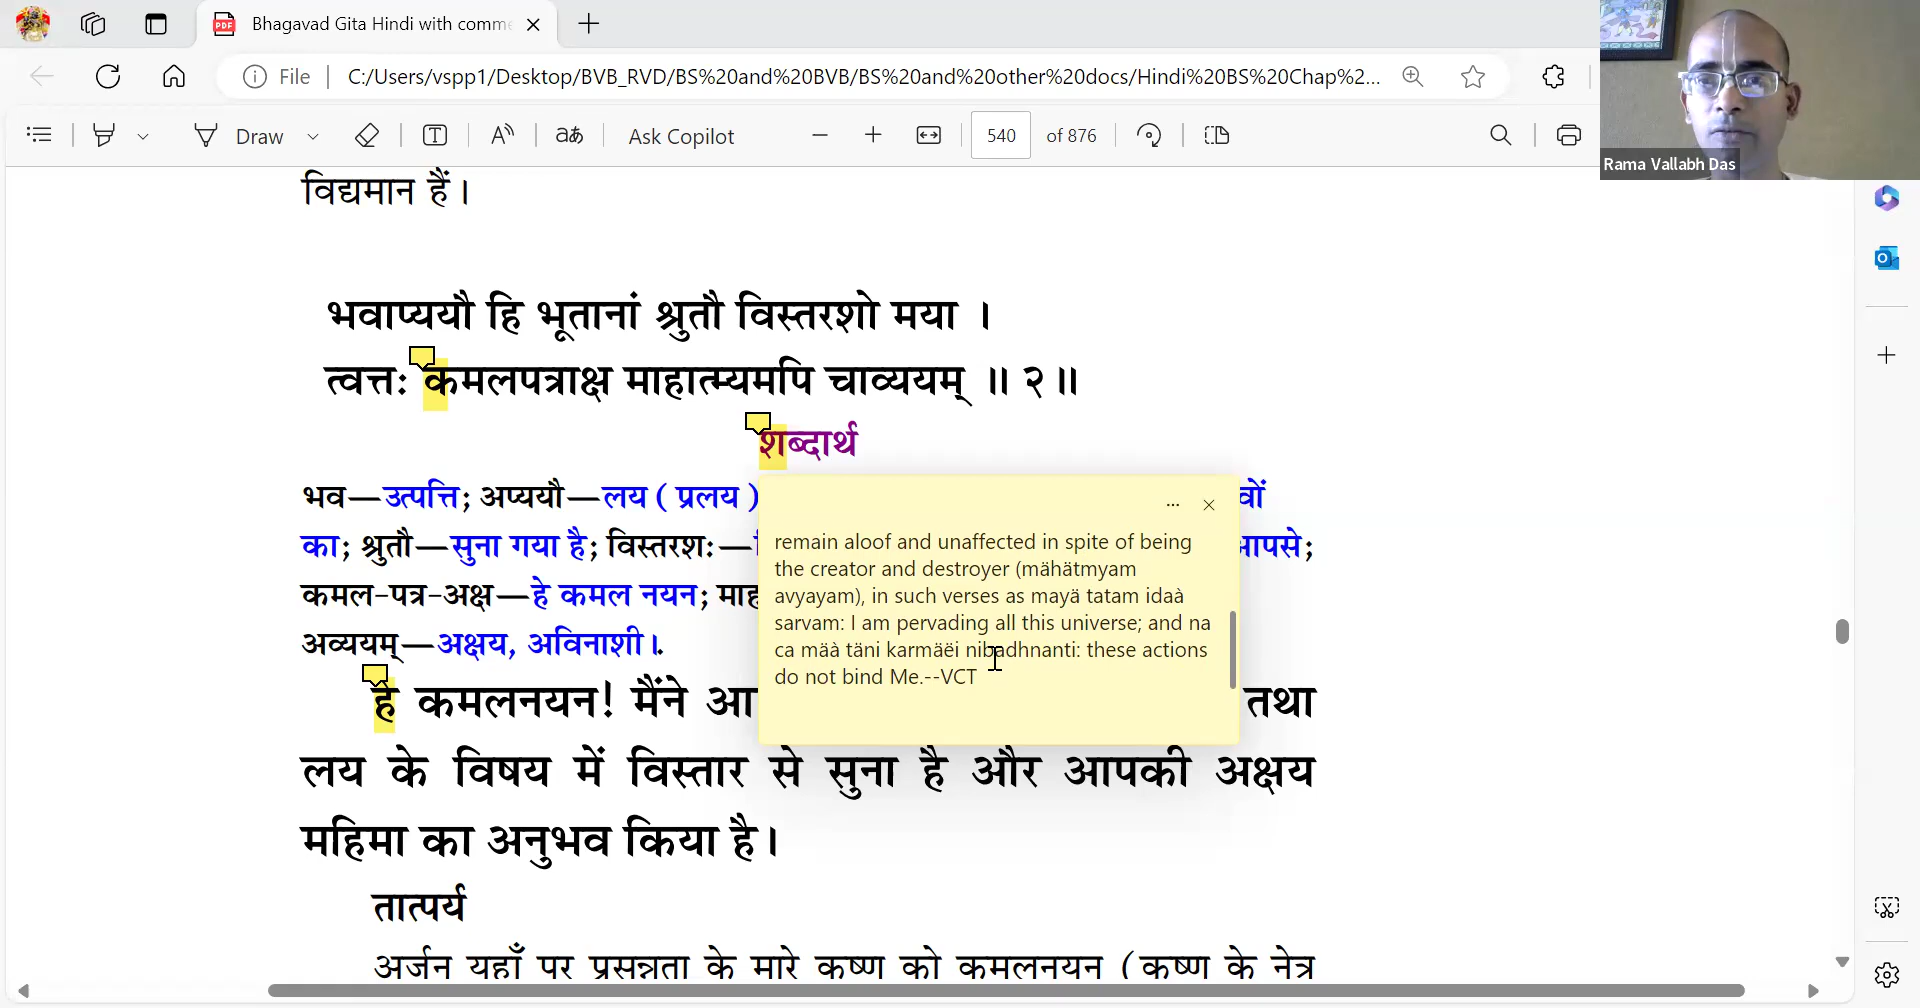 Bhagavad Gita Hindi with comme
File
C:/Users/vspp1/Desktop/BVB_RVD/BS%20and%20BVB/BS%20and%20other%20docs/Hindi%20BS%20Chap%2...
Draw
Ask Copilot
540 of 876
Rama Vallabh Das
विद्यमान हैं।
भवाप्ययौ हि भूतानां श्रुतौ विस्तरशो मया ।
त्वत्तः कमलपत्राक्ष माहात्म्यमपि चाव्ययम् ॥ २॥
शब्दार्थ
भव—उत्पत्ति; अप्ययौ—लय ( प्रलय )
का; श्रुतौ—सुना गया है; विस्तरशः—
कमल-पत्र-अक्ष—हे कमल नयन;
अव्ययम्—अक्षय, अविनाशी।.
remain aloof and unaffected in spite of being
the creator and destroyer (mähätmyam
avyayam), in such verses as mayä tatam idaà
sarvam: I am pervading all this universe; and na
ca mäà täni karmäëi nibadhnanti: these actions
do not bind Me.--VCT
हे कमलनयन! मैंने तथा
लय के विषय में विस्तार से सुना है और आपकी अक्षय
महिमा का अनुभव किया है।
तात्पर्य
अर्जुन यहाँ पर प्रसन्नता के मारे कृष्ण को कमलनयन (कृष्ण के नेत्र